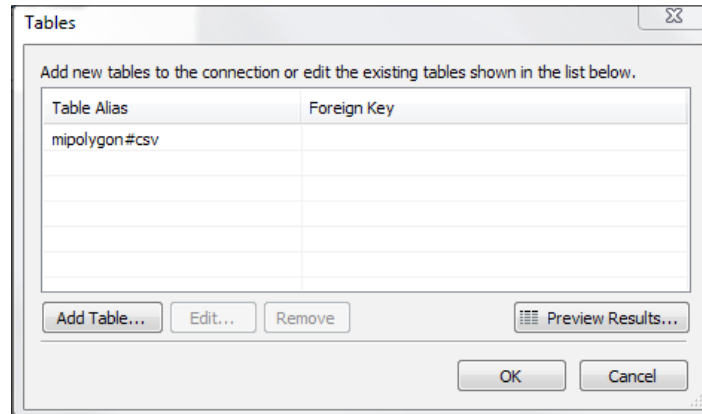 Tables
Add new tables to the connection or edit the existing tables shown in the list below.
Table Alias Foreign Key
mipolygon#csv
Add Table... Edit... Remove Preview Results...
OK Cancel